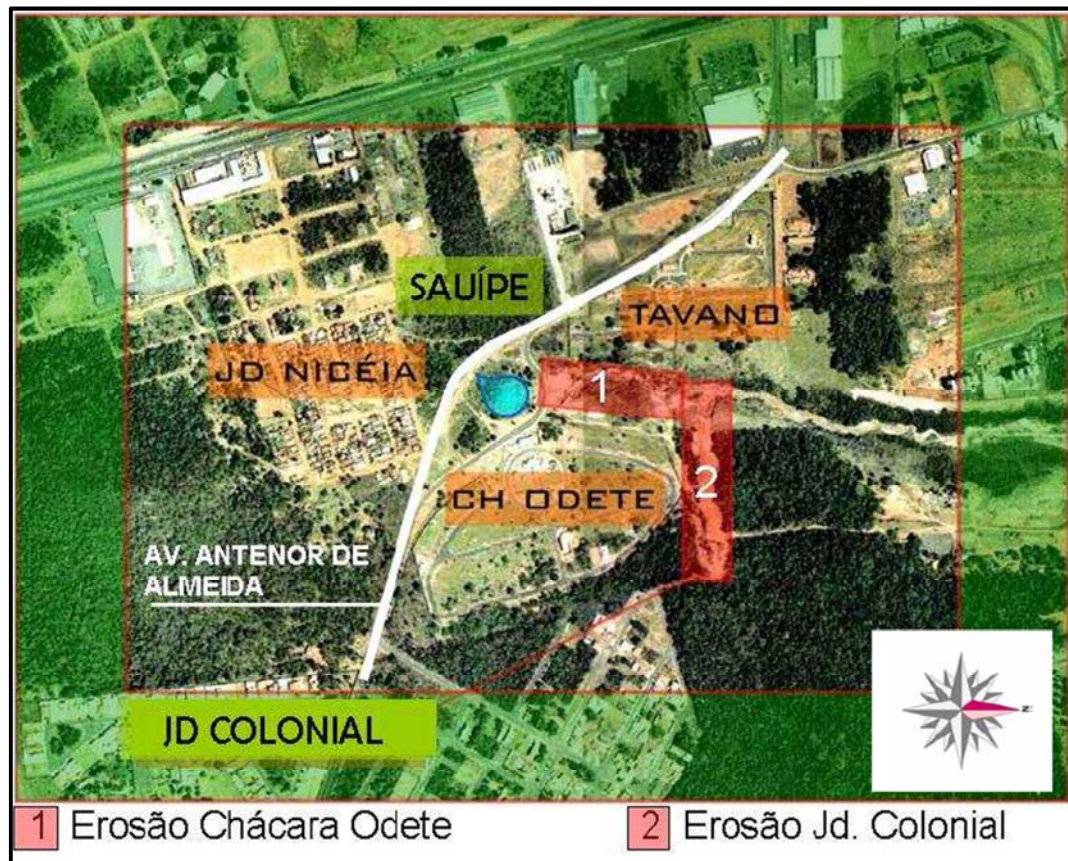 SAUÍPE
TAVANO
JD NICÉIA
1
2
CH ODETE
AV. ANTENOR DE
ALMEIDA
JD COLONIAL
N
1 Erosão Chácara Odete
2 Erosão Jd. Colonial